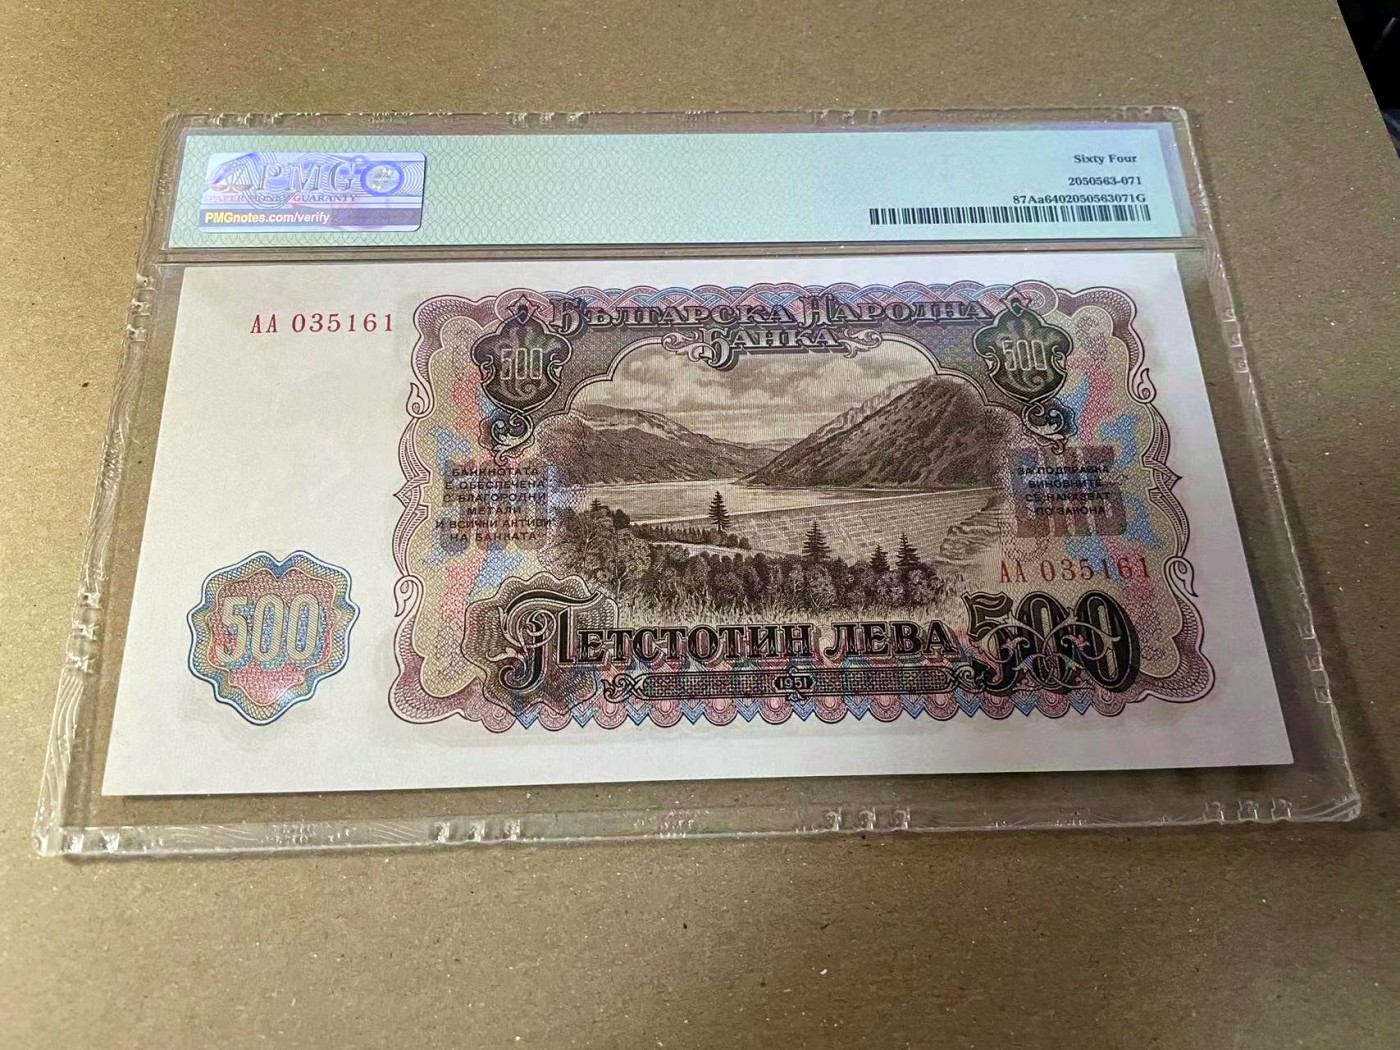 PMG
PAPER MONEY GUARANTY
PMGnotes.com/verify
Sixty Four
2050563-071
87Aa6402050563071G
АА 035161
БЪЛГАРСКА НАРОДНА
БАНКА
500
500
БАНКНОТАТА
Е ОБЕЗПЕЧЕНА
С БЛАГОРОДНИ
МЕТАЛИ
И ВСИЧКИ АКТИВИ
НА БАНКАТА
ЗА ПОДПРАВКА
ВИНОВНИТЕ
СЕ НАКАЗВАТ
ПО ЗАКОНА
АА 035161
500
ПЕТСТОТИН ЛЕВА 500
1951